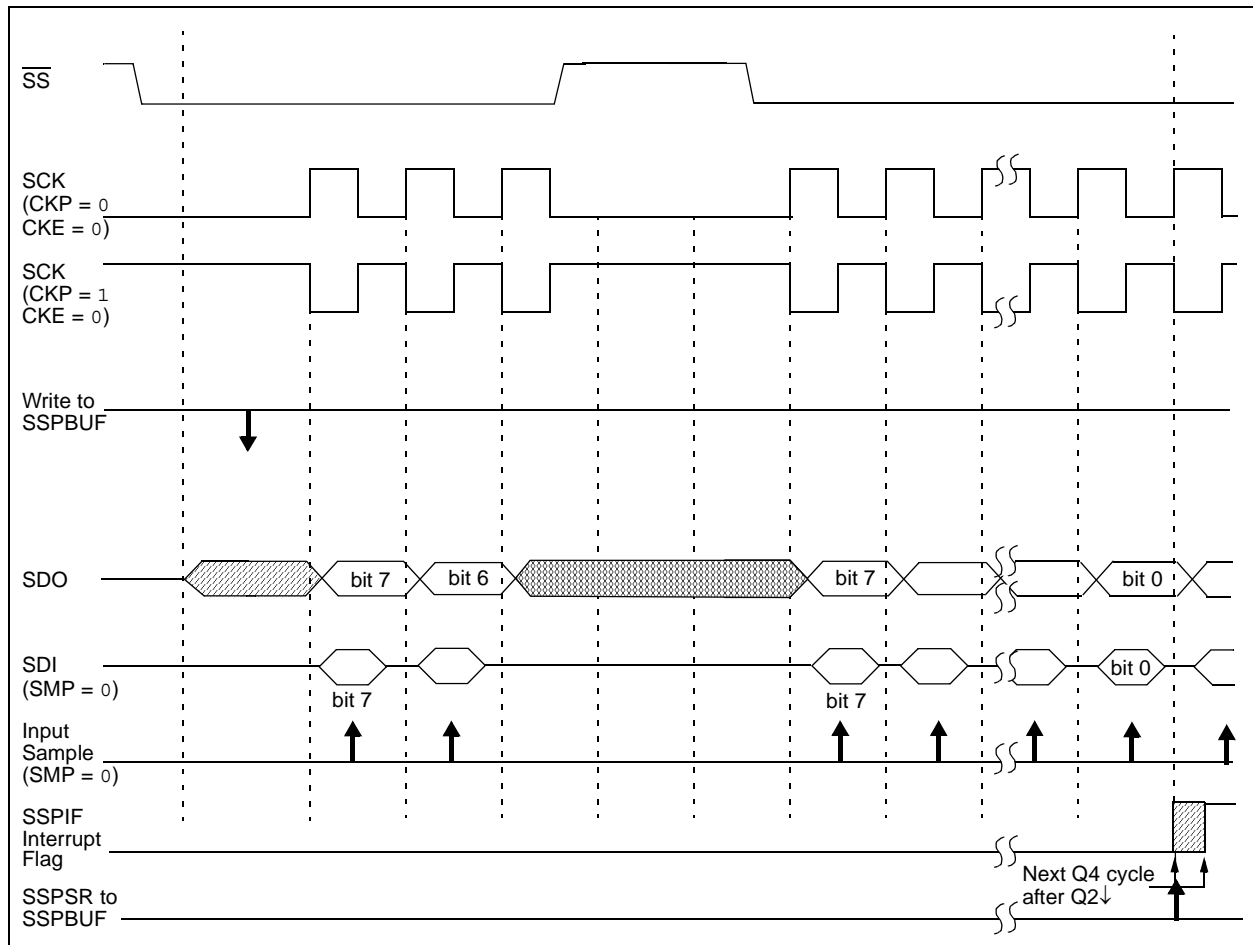 SS
SCK
(CKP = 0
CKE = 0)
SCK
(CKP = 1
CKE = 0)
Write to
SSPBUF
SDO
bit 7
bit 6
bit 7
bit 0
SDI
(SMP = 0)
bit 7
bit 7
bit 0
Input
Sample
(SMP = 0)
SSPIF
Interrupt
Flag
Next Q4 cycle
after Q2↓
SSPSR to
SSPBUF